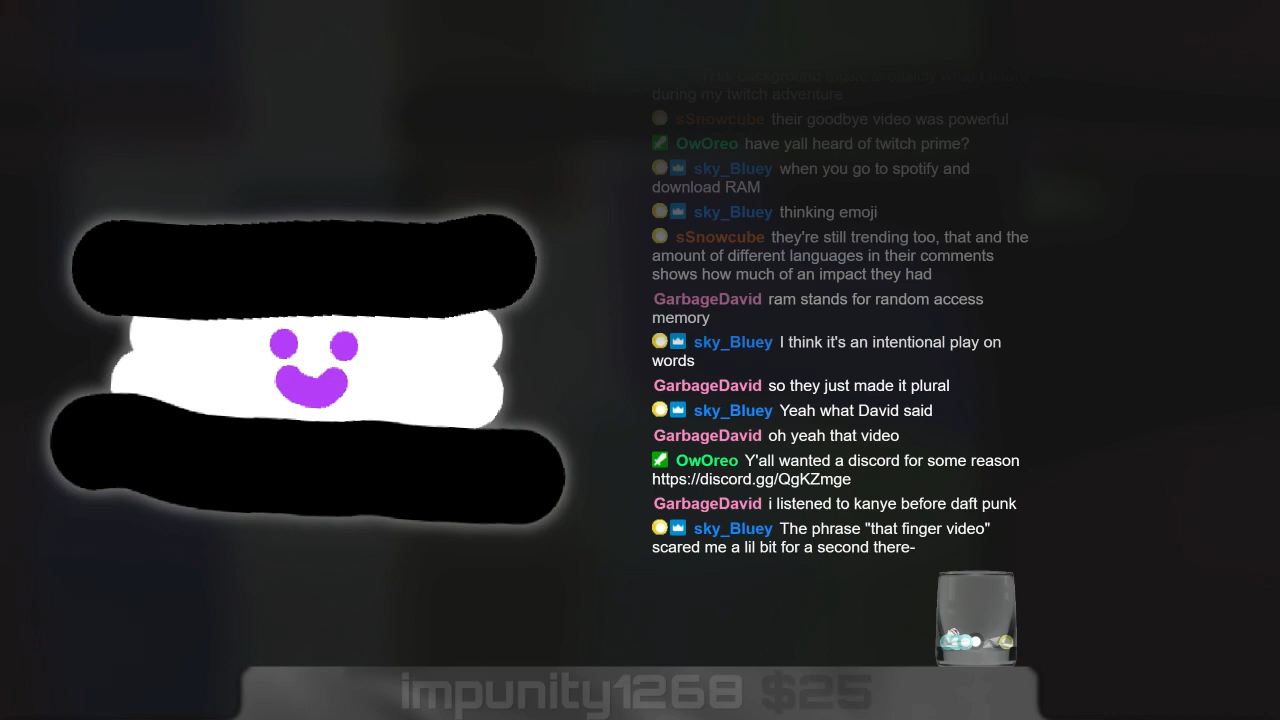 during my twitch adventure
sSnowcube their goodbye video was powerful
OwOreo have yall heard of twitch prime?
sky_Bluey when you go to spotify and
download RAM
sky_Bluey thinking emoji
sSnowcube they're still trending too, that and the
amount of different languages in their comments
shows how much of an impact they had
GarbageDavid ram stands for random access
memory
sky_Bluey I think it's an intentional play on
words
GarbageDavid so they just made it plural
sky_Bluey Yeah what David said
GarbageDavid oh yeah that video
OwOreo Y'all wanted a discord for some reason
https://discord.gg/QgKZmge
GarbageDavid i listened to kanye before daft punk
sky_Bluey The phrase "that finger video"
scared me a lil bit for a second there-
impunity1268 $25